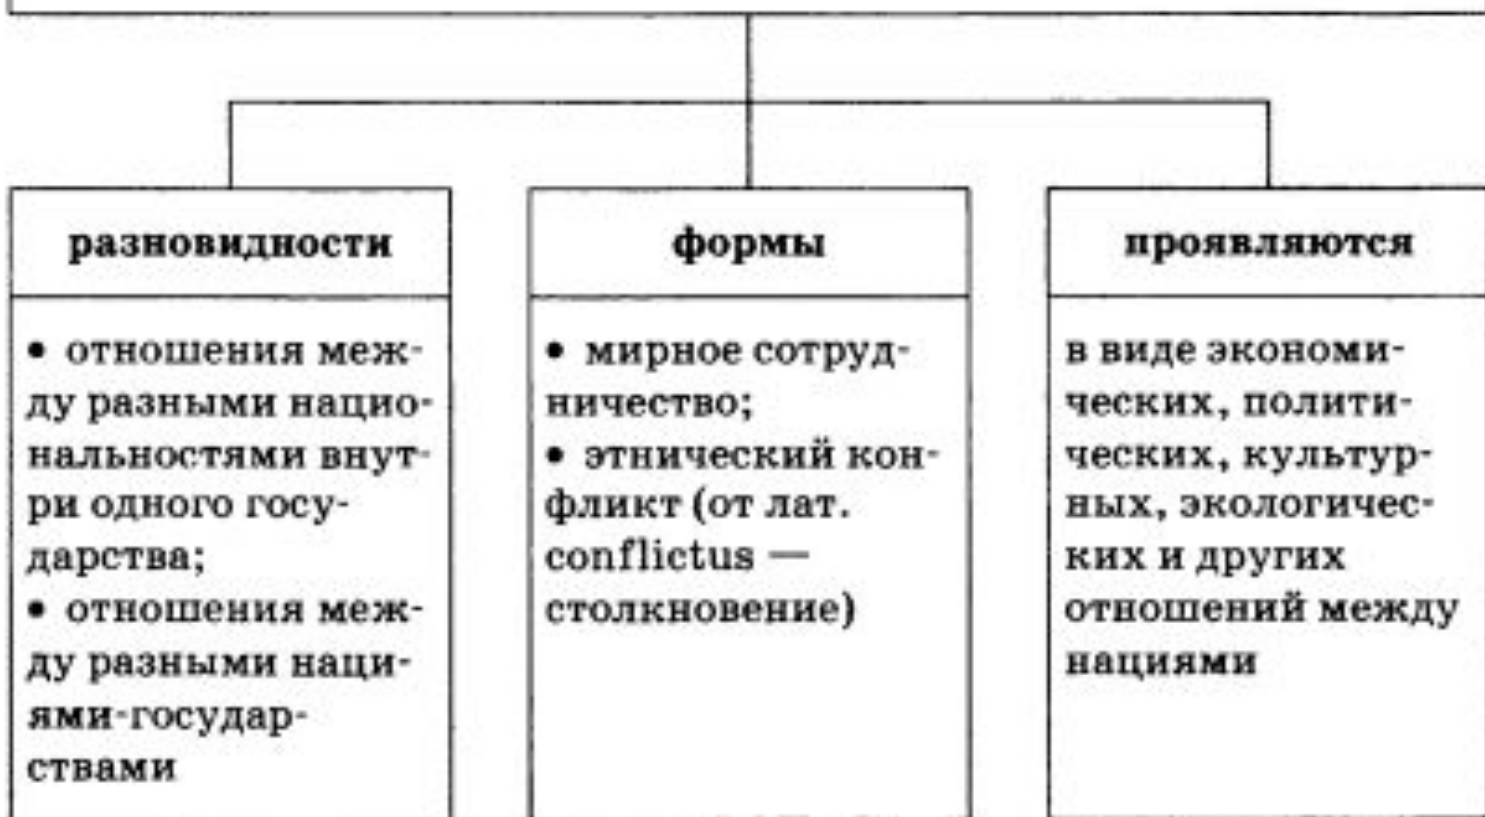 разновидности
• отношения меж-
ду разными нацио-
нальностями внут-
ри одного госу-
дарства;
• отношения меж-
ду разными наци-
ями-государ-
ствами
формы
• мирное сотруд-
ничество;
• этнический кон-
фликт (от лат.
conflictus —
столкновение)
проявляются
в виде экономи-
ческих, полити-
ческих, культур-
ных, экологичес-
ких и других
отношений между
нациями